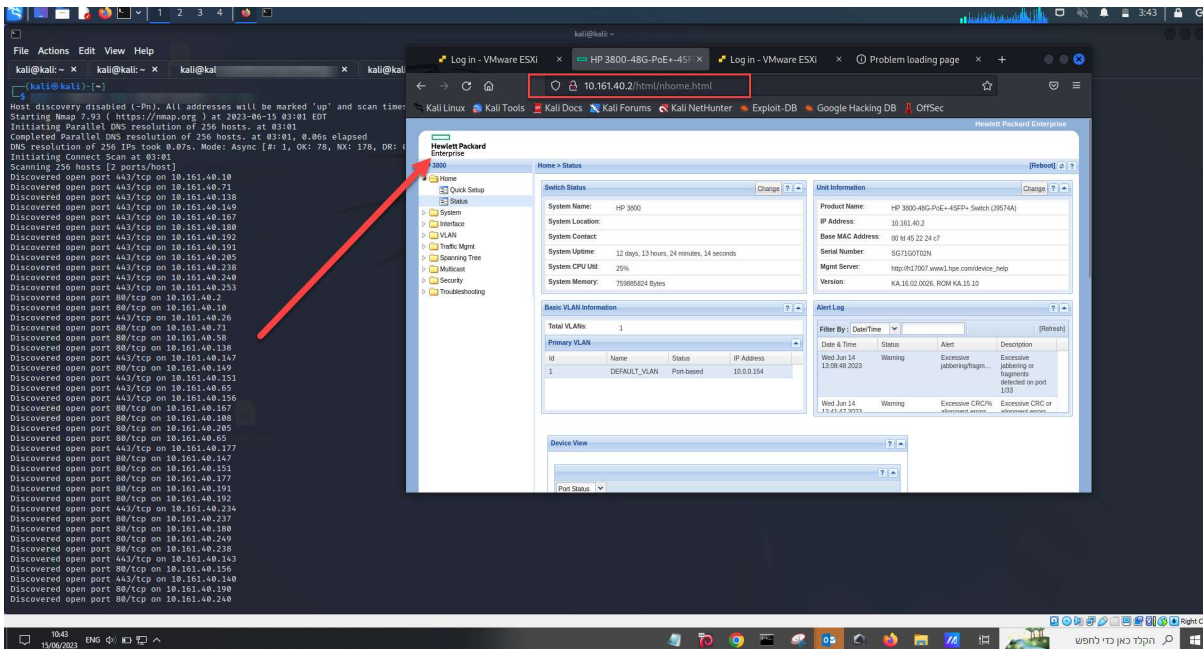 1 2 3 4
3:43
kali@kali: ~
File Actions Edit View Help
kali@kali: ~ × kali@kali: ~ × kali@kal × kali@kal
(kali㉿kali)-[~]
$
Host discovery disabled (-Pn). All addresses will be marked 'up' and scan times
Starting Nmap 7.93 ( https://nmap.org ) at 2023-06-15 03:01 EDT
Initiating Parallel DNS resolution of 256 hosts. at 03:01
Completed Parallel DNS resolution of 256 hosts. at 03:01, 0.06s elapsed
DNS resolution of 256 IPs took 0.07s. Mode: Async [#: 1, OK: 78, NX: 178, DR:
Initiating Connect Scan at 03:01
Scanning 256 hosts [2 ports/host]
Discovered open port 443/tcp on 10.161.40.10
Discovered open port 443/tcp on 10.161.40.71
Discovered open port 443/tcp on 10.161.40.138
Discovered open port 443/tcp on 10.161.40.149
Discovered open port 443/tcp on 10.161.40.167
Discovered open port 443/tcp on 10.161.40.180
Discovered open port 443/tcp on 10.161.40.192
Discovered open port 443/tcp on 10.161.40.191
Discovered open port 443/tcp on 10.161.40.205
Discovered open port 443/tcp on 10.161.40.238
Discovered open port 443/tcp on 10.161.40.240
Discovered open port 443/tcp on 10.161.40.253
Discovered open port 80/tcp on 10.161.40.2
Discovered open port 80/tcp on 10.161.40.10
Discovered open port 443/tcp on 10.161.40.26
Discovered open port 80/tcp on 10.161.40.71
Discovered open port 80/tcp on 10.161.40.58
Discovered open port 80/tcp on 10.161.40.138
Discovered open port 443/tcp on 10.161.40.147
Discovered open port 80/tcp on 10.161.40.149
Discovered open port 443/tcp on 10.161.40.151
Discovered open port 443/tcp on 10.161.40.65
Discovered open port 443/tcp on 10.161.40.156
Discovered open port 80/tcp on 10.161.40.167
Discovered open port 80/tcp on 10.161.40.108
Discovered open port 80/tcp on 10.161.40.205
Discovered open port 80/tcp on 10.161.40.65
Discovered open port 443/tcp on 10.161.40.177
Discovered open port 80/tcp on 10.161.40.147
Discovered open port 80/tcp on 10.161.40.151
Discovered open port 80/tcp on 10.161.40.177
Discovered open port 80/tcp on 10.161.40.191
Discovered open port 80/tcp on 10.161.40.192
Discovered open port 443/tcp on 10.161.40.234
Discovered open port 80/tcp on 10.161.40.237
Discovered open port 80/tcp on 10.161.40.180
Discovered open port 80/tcp on 10.161.40.249
Discovered open port 80/tcp on 10.161.40.238
Discovered open port 443/tcp on 10.161.40.143
Discovered open port 80/tcp on 10.161.40.156
Discovered open port 443/tcp on 10.161.40.140
Discovered open port 80/tcp on 10.161.40.190
Discovered open port 80/tcp on 10.161.40.240
Log in - VMware ESXi × HP 3800-48G-PoE+-4SF × Log in - VMware ESXi × Problem loading page × +
10.161.40.2/html/nhome.html
Kali Linux Kali Tools Kali Docs Kali Forums Kali NetHunter Exploit-DB Google Hacking DB OffSec
Hewlett Packard Enterprise
Hewlett Packard
Enterprise
3800
Home > Status [Reboot] ?
Home
Quick Setup
Status
System
Interface
VLAN
Traffic Mgmt
Spanning Tree
Multicast
Security
Troubleshooting
Switch Status Change ?
System Name: HP 3800
System Location:
System Contact:
System Uptime: 12 days, 13 hours, 24 minutes, 14 seconds
System CPU Util: 25%
System Memory: 759885824 Bytes
Unit Information Change ?
Product Name: HP 3800-48G-PoE+-4SFP+ Switch (J9574A)
IP Address: 10.161.40.2
Base MAC Address: 00 fd 45 22 24 c7
Serial Number: SG71G0T02N
Mgmt Server: http://h17007.www1.hpe.com/device_help
Version: KA.16.02.0026, ROM KA.15.10
Basic VLAN Information ?
Total VLANs: 1
Primary VLAN
Id Name Status IP Address
1 DEFAULT_VLAN Port-based 10.0.0.154
Alert Log ?
Filter By : Date/Time [Refresh]
Date & Time Status Alert Description
Wed Jun 14 Warning Excessive Excessive
13:08:48 2023 jabbering/fragm... jabbering or
fragments
detected on port
1/33
Wed Jun 14 Warning Excessive CRC/% Excessive CRC or
12:41:47 2023 alignment errors alignment errors
Device View ?
?
Port Status
Right C
10:43
15/06/2023
ENG
הקלד כאן כדי לחפש